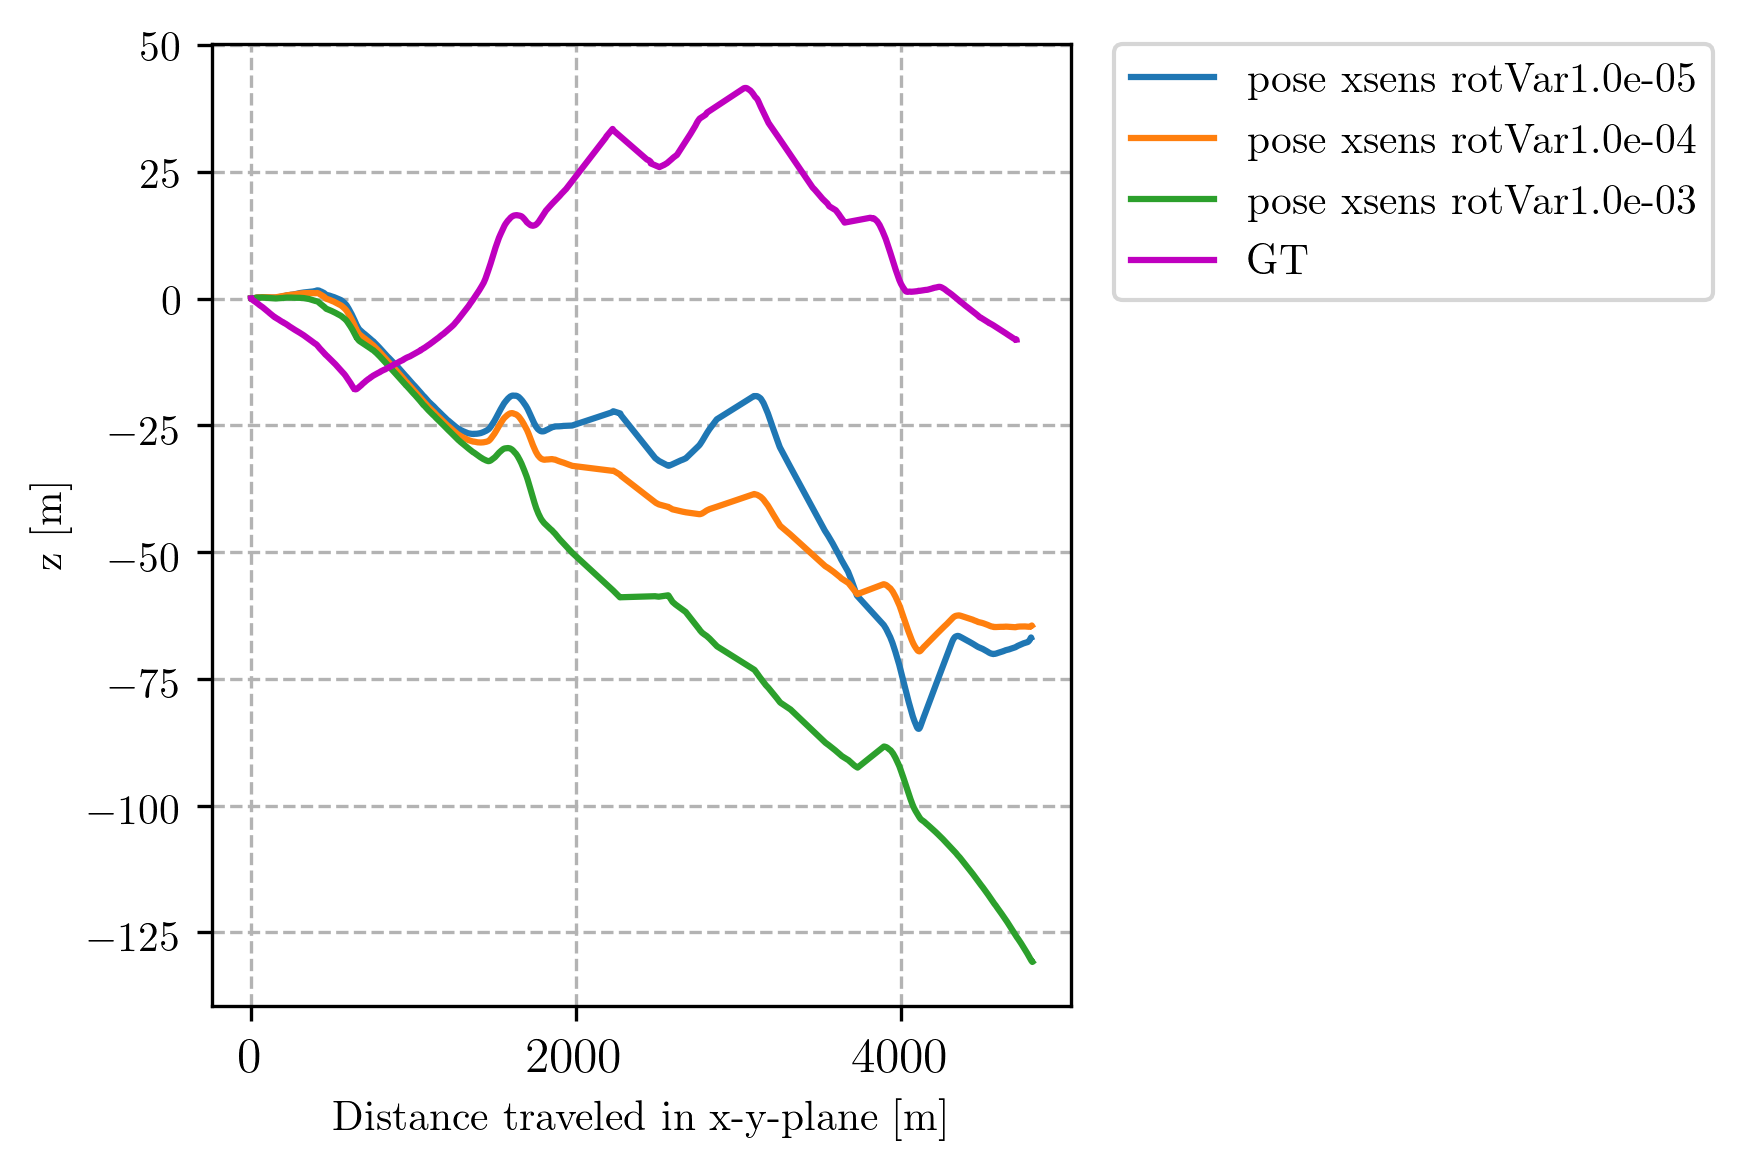 50
25
0
−25
−50
−75
−100
−125
z [m]
0 2000 4000
Distance traveled in x-y-plane [m]
pose xsens rotVar1.0e-05
pose xsens rotVar1.0e-04
pose xsens rotVar1.0e-03
GT